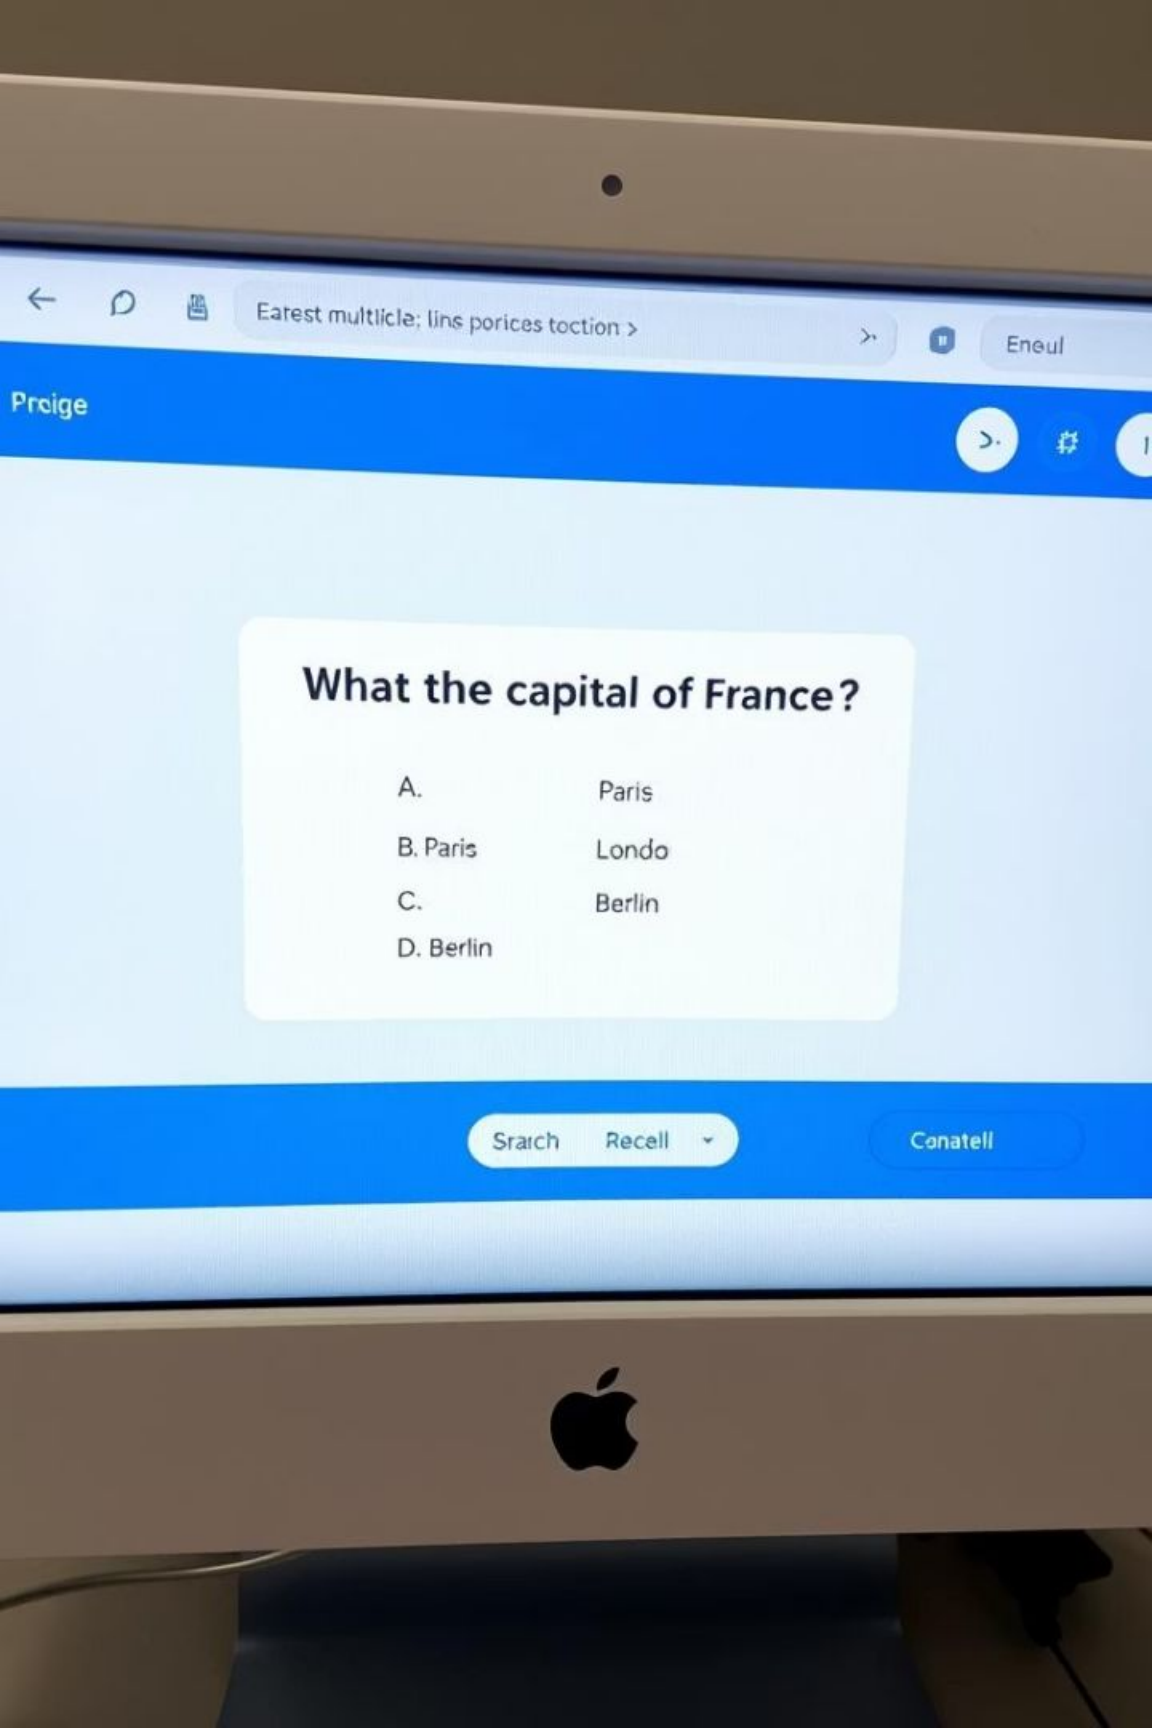 Eatest multlicle: lins porices toction >
Eneul
Prcige
What the capital of France?
A. Paris
B. Paris Londo
C. Berlin
D. Berlin
Srarch Recell
Conatell